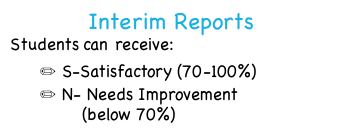 Interim Reports
Students can receive:
✏ S-Satisfactory (70-100%)
✏ N- Needs Improvement
(below 70%)